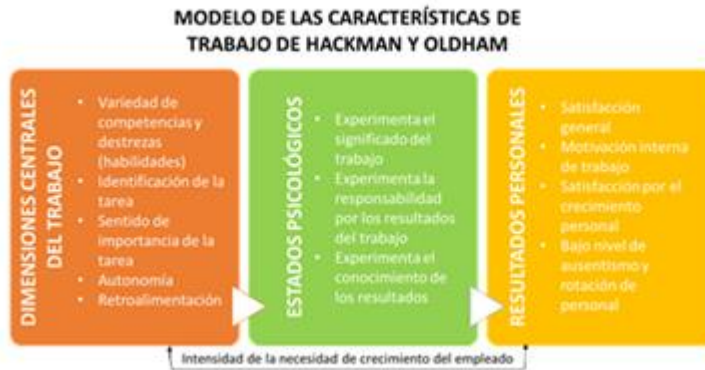 MODELO DE LAS CARACTERÍSTICAS DE
TRABAJO DE HACKMAN Y OLDHAM
DIMENSIONES CENTRALES
DEL TRABAJO
• Variedad de
competencias y
destrezas
(habilidades)
• Identificación de la
tarea
• Sentido de
importancia de la
tarea
• Autonomía
• Retroalimentación
ESTADOS PSICOLÓGICOS
• Experimenta el
significado del
trabajo
• Experimenta la
responsabilidad
por los resultados
del trabajo
• Experimenta el
conocimiento de
los resultados
RESULTADOS PERSONALES
• Satisfacción
general
• Motivación interna
de trabajo
• Satisfacción por el
crecimiento
personal
• Bajo nivel de
ausentismo y
rotación de
personal
Intensidad de la necesidad de crecimiento del empleado